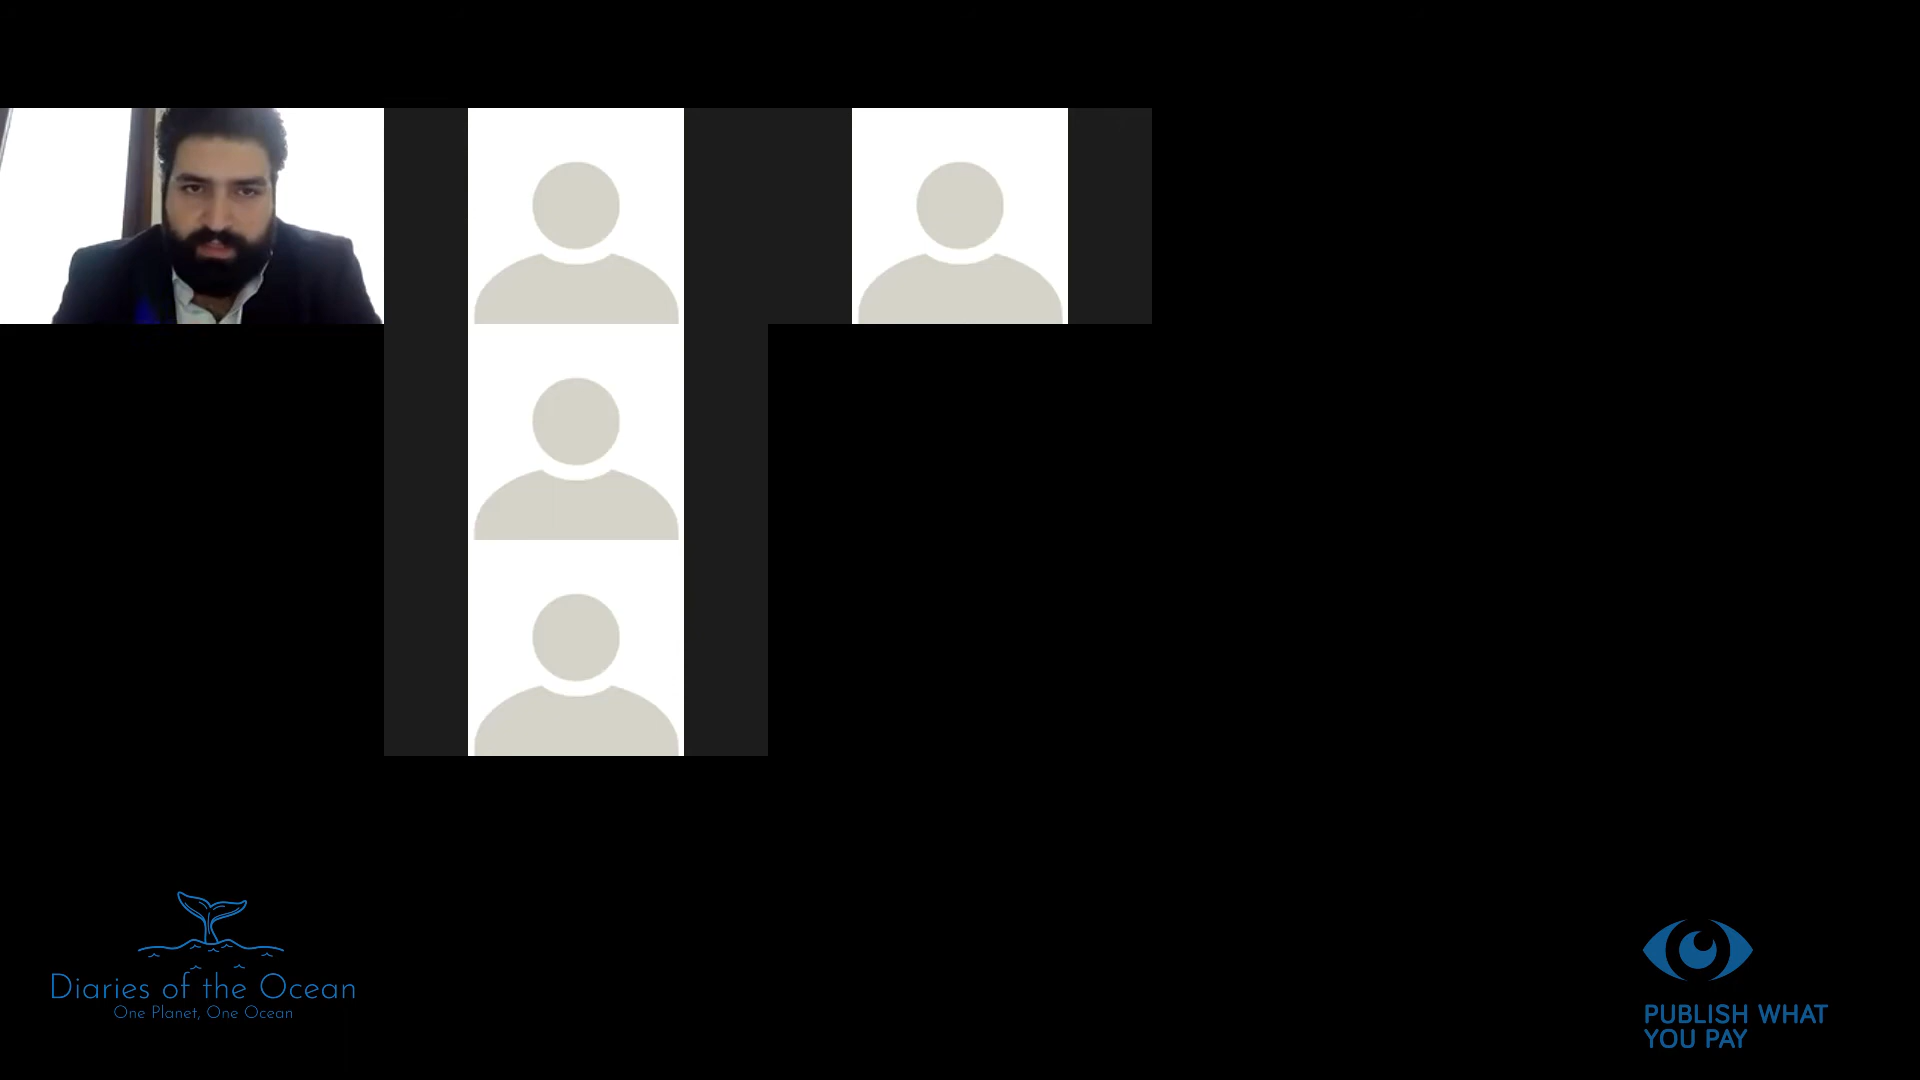 Diaries of the Ocean
One Planet, One Ocean
PUBLISH WHAT
YOU PAY